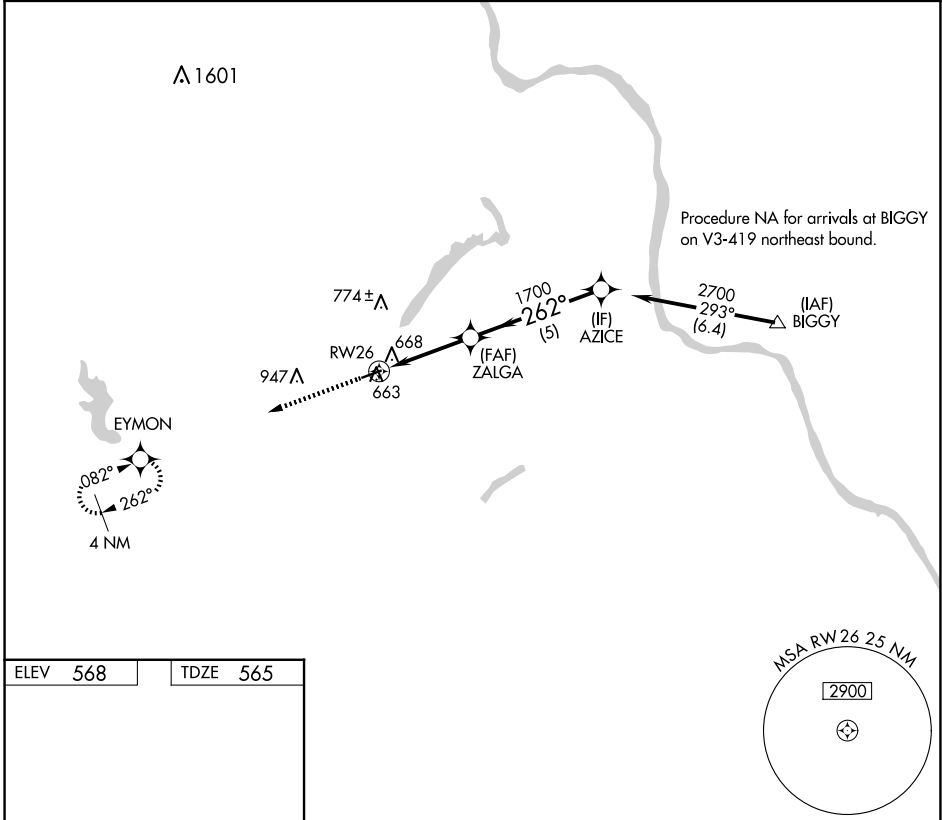 1601
Procedure NA for arrivals at BIGGY
on V3-419 northeast bound.
2700
293°
(6.4)
(IAF)
BIGGY
1700
262°
(5)
(IF)
AZICE
774±
668
RW26
(FAF)
ZALGA
947
663
EYMON
082°
262°
4 NM
MSA RW 26 25 NM
2900
ELEV 568
TDZE 565